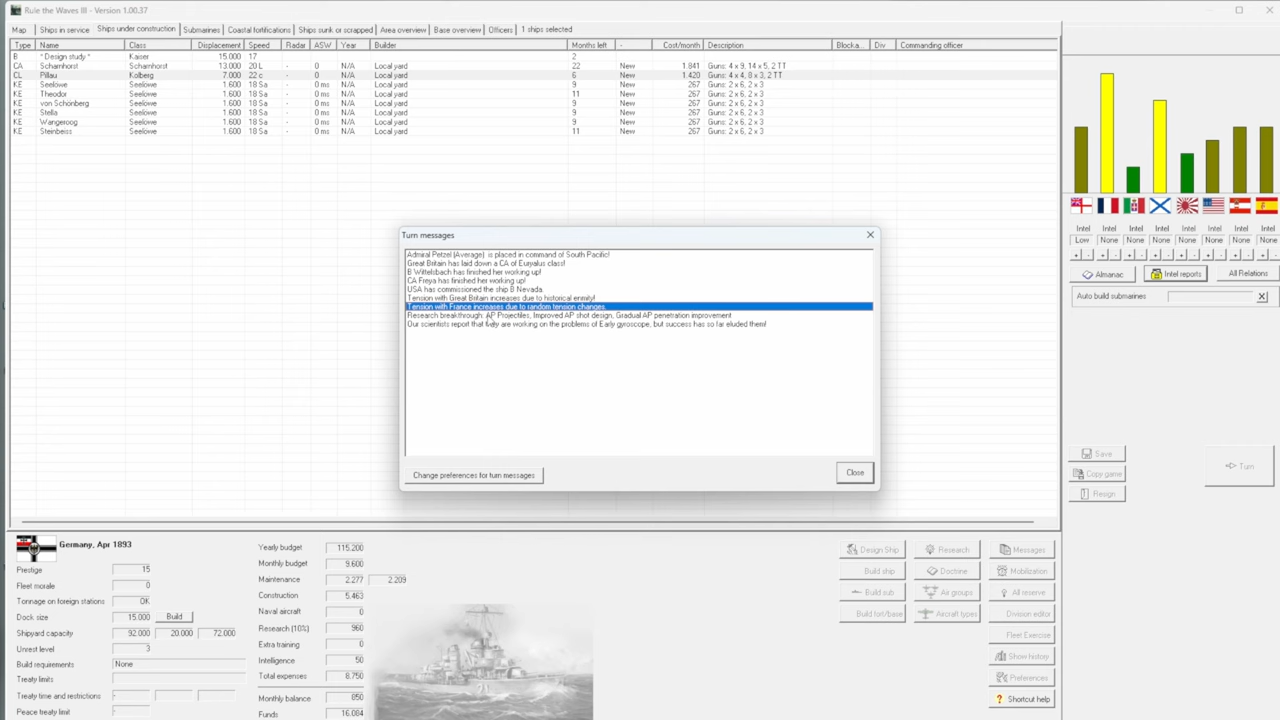 Rule the Waves III - Version 1.00.37
Map Ships in service Ships under construction Submarines Coastal fortifications Ships sunk or scrapped Area overview Base overview Officers 1 ships selected
Type Name Class Displacement Speed Radar ASW Year Builder Months left - Cost/month Description Blocka... Div Commanding officer
B * Design study * Kaiser 15.000 17 2
CA Scharnhorst Scharnhorst 13.000 20 L - 0 N/A Local yard 22 New 1.841 Guns: 4 x 9, 14 x 5, 2 TT
CL Pillau Kolberg 7.000 22 c - 0 N/A Local yard 6 New 1.420 Guns: 4 x 4, 8 x 3, 2 TT
KE Seelöwe Seelöwe 1.600 18 Sa - 0 ms N/A Local yard 9 New 267 Guns: 2 x 6, 2 x 3
KE Theodor Seelöwe 1.600 18 Sa - 0 ms N/A Local yard 11 New 267 Guns: 2 x 6, 2 x 3
KE von Schönberg Seelöwe 1.600 18 Sa - 0 ms N/A Local yard 9 New 267 Guns: 2 x 6, 2 x 3
KE Stella Seelöwe 1.600 18 Sa - 0 ms N/A Local yard 9 New 267 Guns: 2 x 6, 2 x 3
KE Wangeroog Seelöwe 1.600 18 Sa - 0 ms N/A Local yard 9 New 267 Guns: 2 x 6, 2 x 3
KE Steinbeiss Seelöwe 1.600 18 Sa - 0 ms N/A Local yard 11 New 267 Guns: 2 x 6, 2 x 3
Turn messages
Admiral Petzel (Average) is placed in command of South Pacific!
Great Britain has laid down a CA of Euryalus class!
B Wittelsbach has finished her working up!
CA Freya has finished her working up!
USA has commissioned the ship B Nevada.
Tension with Great Britain increases due to historical enmity!
Tension with France increases due to random tension changes.
Research breakthrough: AP Projectiles, Improved AP shot design, Gradual AP penetration improvement
Our scientists report that they are working on the problems of Early gyroscope, but success has so far eluded them!
Change preferences for turn messages
Close
Intel Intel Intel Intel Intel Intel Intel Intel
Low None None None None None None None
+ - + - + - + - + - + - + - + -
Almanac Intel reports All Relations
Auto build submarines X
Save
Copy game
Resign
Turn
Germany, Apr 1893
Prestige 15
Fleet morale 0
Tonnage on foreign stations OK
Dock size 15.000 Build
Shipyard capacity 92.000 20.000 72.000
Unrest level 3
Build requirements None
Treaty limits
Treaty time and restrictions -
Peace treaty limit -
Yearly budget 115.200
Monthly budget 9.600
Maintenance 2.277 2.209
Construction 5.463
Naval aircraft 0
Research (10%) 960
Extra training 0
Intelligence 50
Total expenses 8.750
Monthly balance 850
Funds 16.084
Design Ship Research Messages
Build ship Doctrine Mobilization
Build sub Air groups All reserve
Build fort/base Aircraft types Division editor
Fleet Exercise
Show history
Preferences
Shortcut help